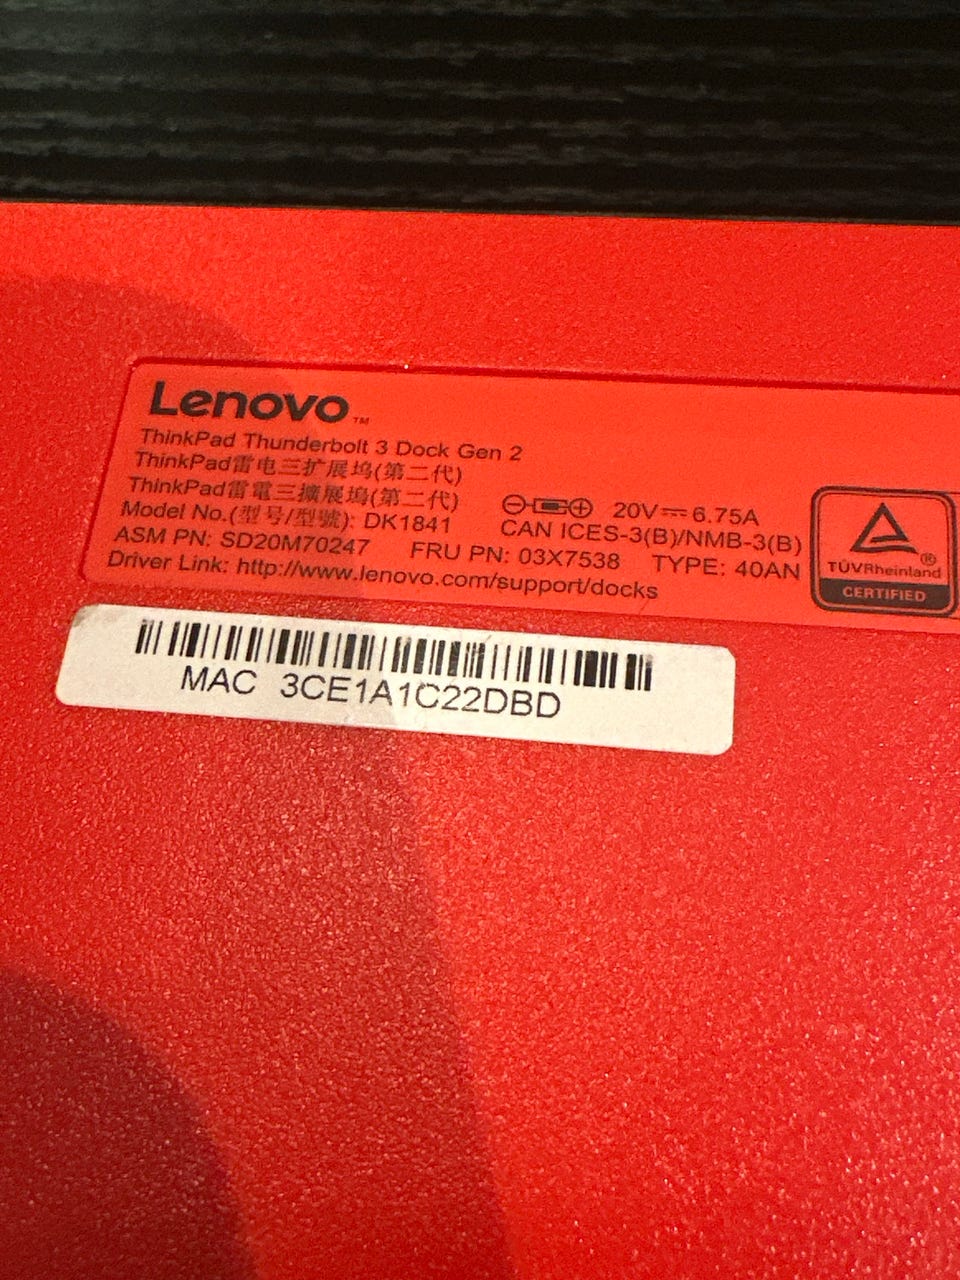 Lenovo™
ThinkPad Thunderbolt 3 Dock Gen 2
ThinkPad雷电三扩展坞(第二代)
ThinkPad雷電三擴展塢(第二代)
Model No.(型号/型號): DK1841
20V⎓6.75A
CAN ICES-3(B)/NMB-3(B)
ASM PN: SD20M70247 FRU PN: 03X7538 TYPE: 40AN
Driver Link: http://www.lenovo.com/support/docks
TÜVRheinland®
CERTIFIED
MAC 3CE1A1C22DBD